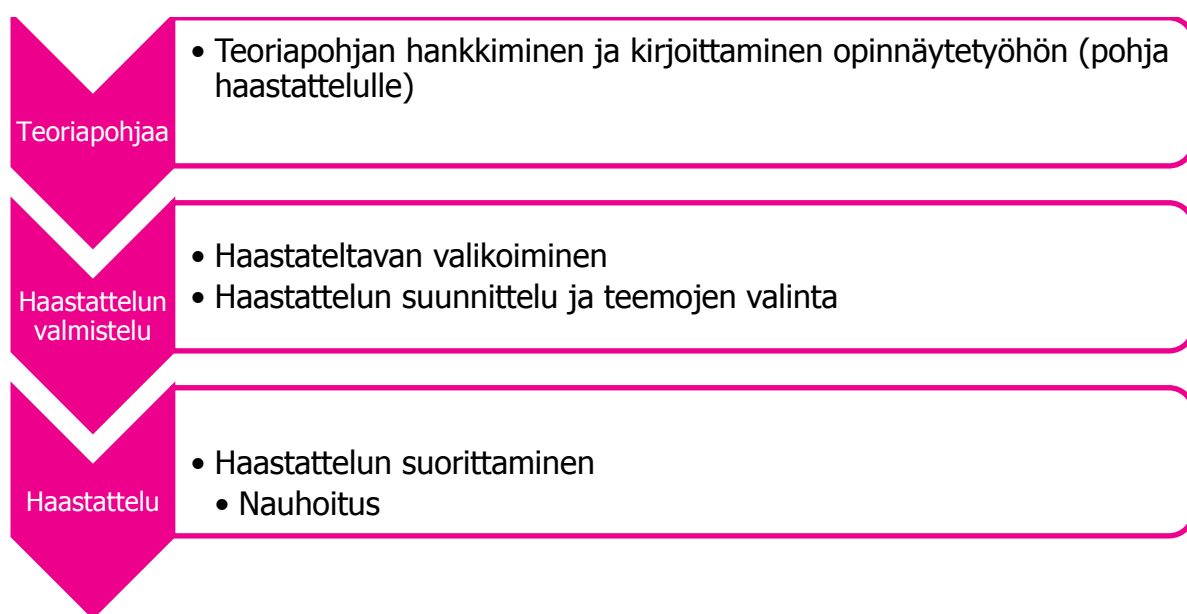 Teoriapohjaa
• Teoriapohjan hankkiminen ja kirjoittaminen opinnäytetyöhön (pohja
haastattelulle)
Haastattelun
valmistelu
• Haastateltavan valikoiminen
• Haastattelun suunnittelu ja teemojen valinta
Haastattelu
• Haastattelun suorittaminen
• Nauhoitus